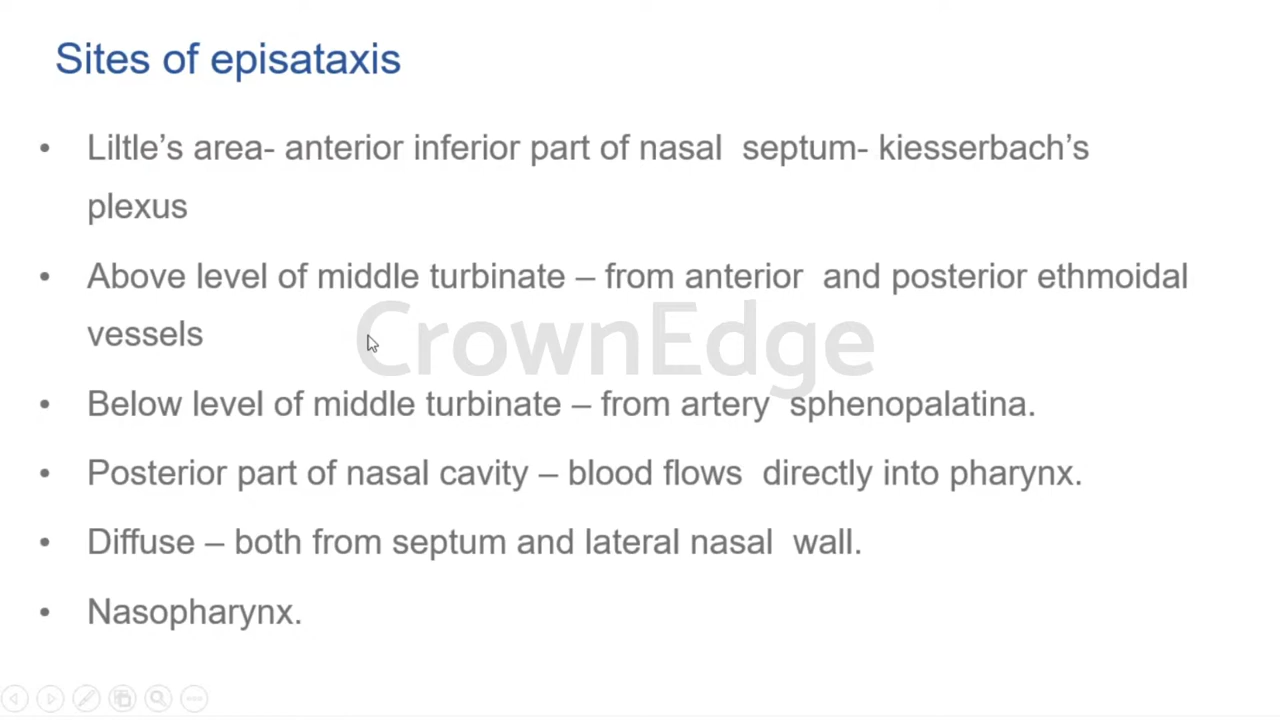 Sites of episataxis
• Liltle's area- anterior inferior part of nasal septum- kiesserbach's
plexus
• Above level of middle turbinate – from anterior and posterior ethmoidal
vessels
CrownEdge
• Below level of middle turbinate – from artery sphenopalatina.
• Posterior part of nasal cavity – blood flows directly into pharynx.
• Diffuse – both from septum and lateral nasal wall.
• Nasopharynx.